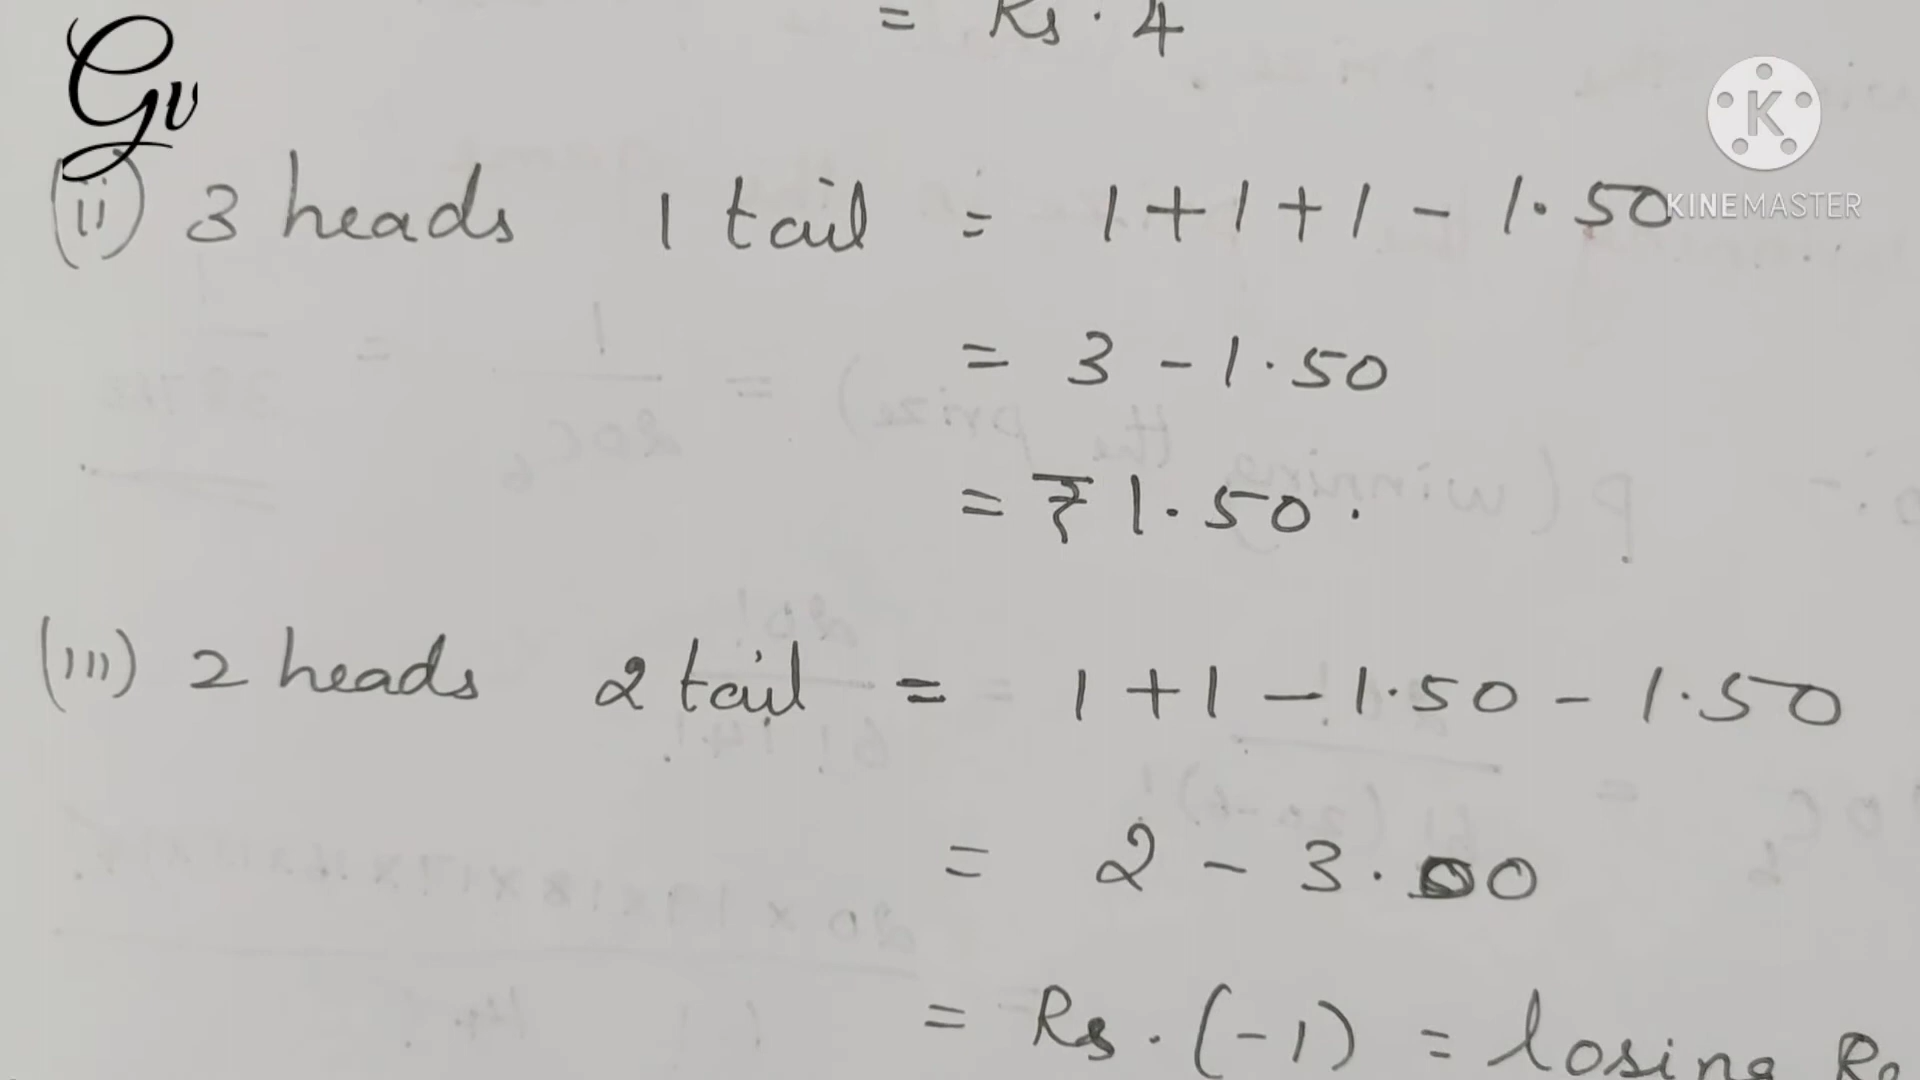 = Rs. 4
Gv
KINEMASTER
(ii) 3 heads 1 tail = 1+1+1 - 1.50
= 3 - 1.50
= ₹ 1.50.
(iii) 2 heads 2 tail = 1+1 - 1.50 - 1.50
= 2 - 3.00
= Rs. (-1) = losing Rs